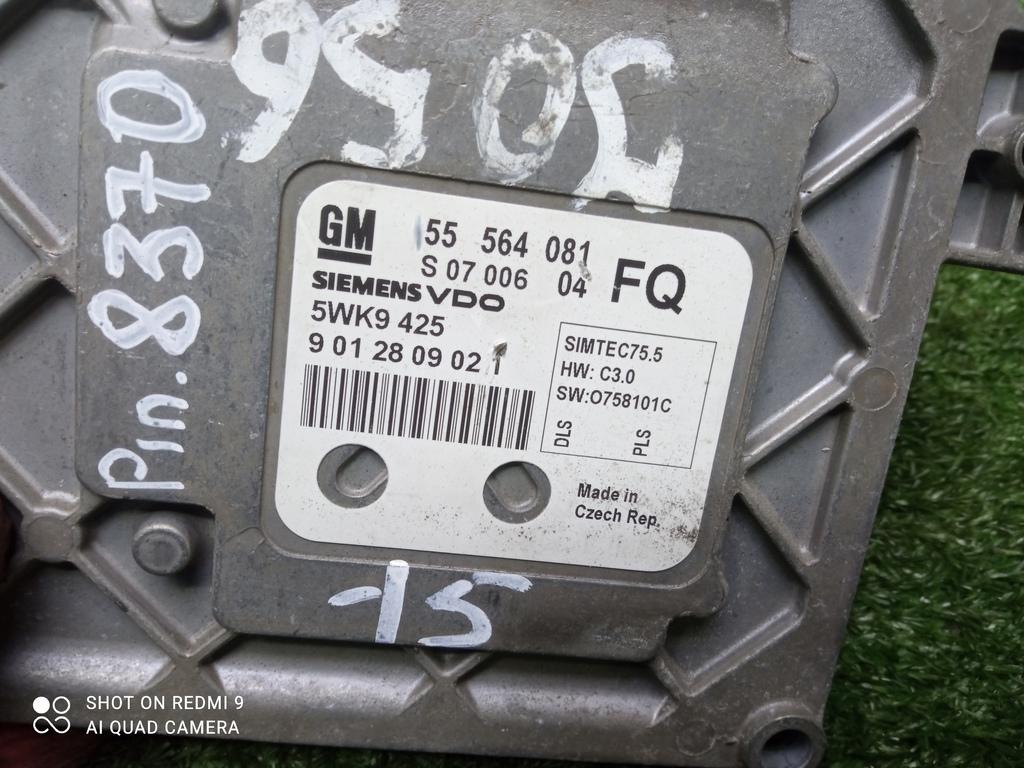 Pin.8370
GM 55 564 081
S 07 006 04 FQ
SIEMENS VDO
5WK9 425
9 01 28 09 02 1
SIMTEC75.5
HW: C3.0
SW:O758101C
DLS PLS
Made in
Czech Rep.
-15
SHOT ON REDMI 9
AI QUAD CAMERA